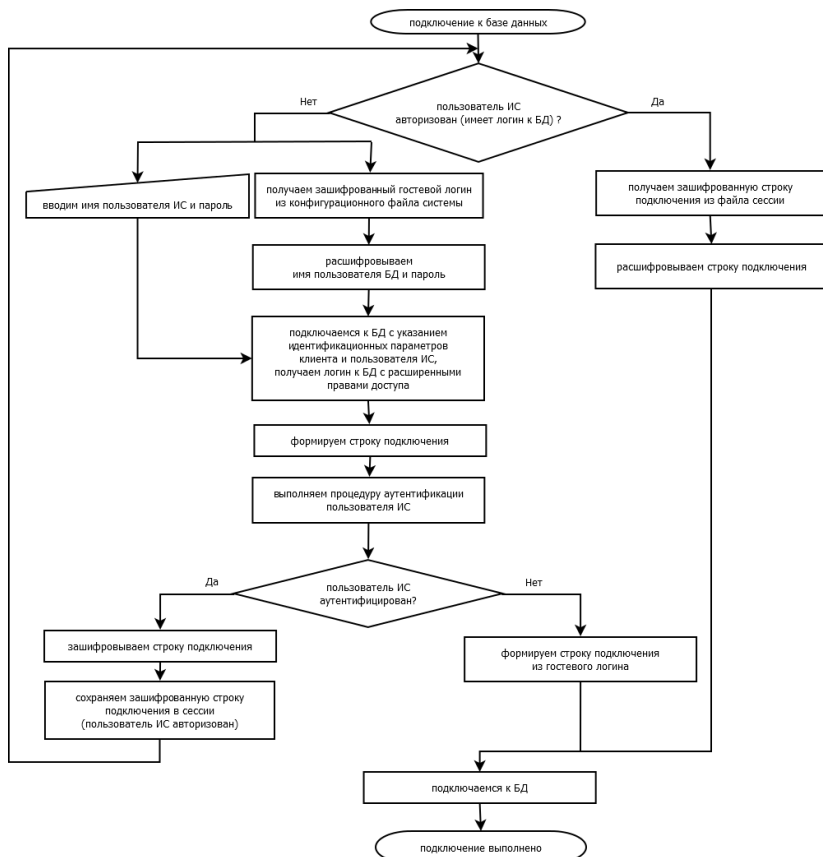 подключение к базе данных
Нет
пользователь ИС
авторизован (имеет логин к БД) ?
Да
вводим имя пользователя ИС и пароль
получаем зашифрованный гостевой логин
из конфигурационного файла системы
получаем зашифрованную строку
подключения из файла сессии
расшифровываем
имя пользователя БД и пароль
расшифровываем строку подключения
подключаемся к БД с указанием
идентификационных параметров
клиента и пользователя ИС,
получаем логин к БД с расширенными
правами доступа
формируем строку подключения
выполняем процедуру аутентификации
пользователя ИС
Да
пользователь ИС
аутентифицирован?
Нет
зашифровываем строку подключения
формируем строку подключения
из гостевого логина
сохраняем зашифрованную строку
подключения в сессии
(пользователь ИС авторизован)
подключаемся к БД
подключение выполнено